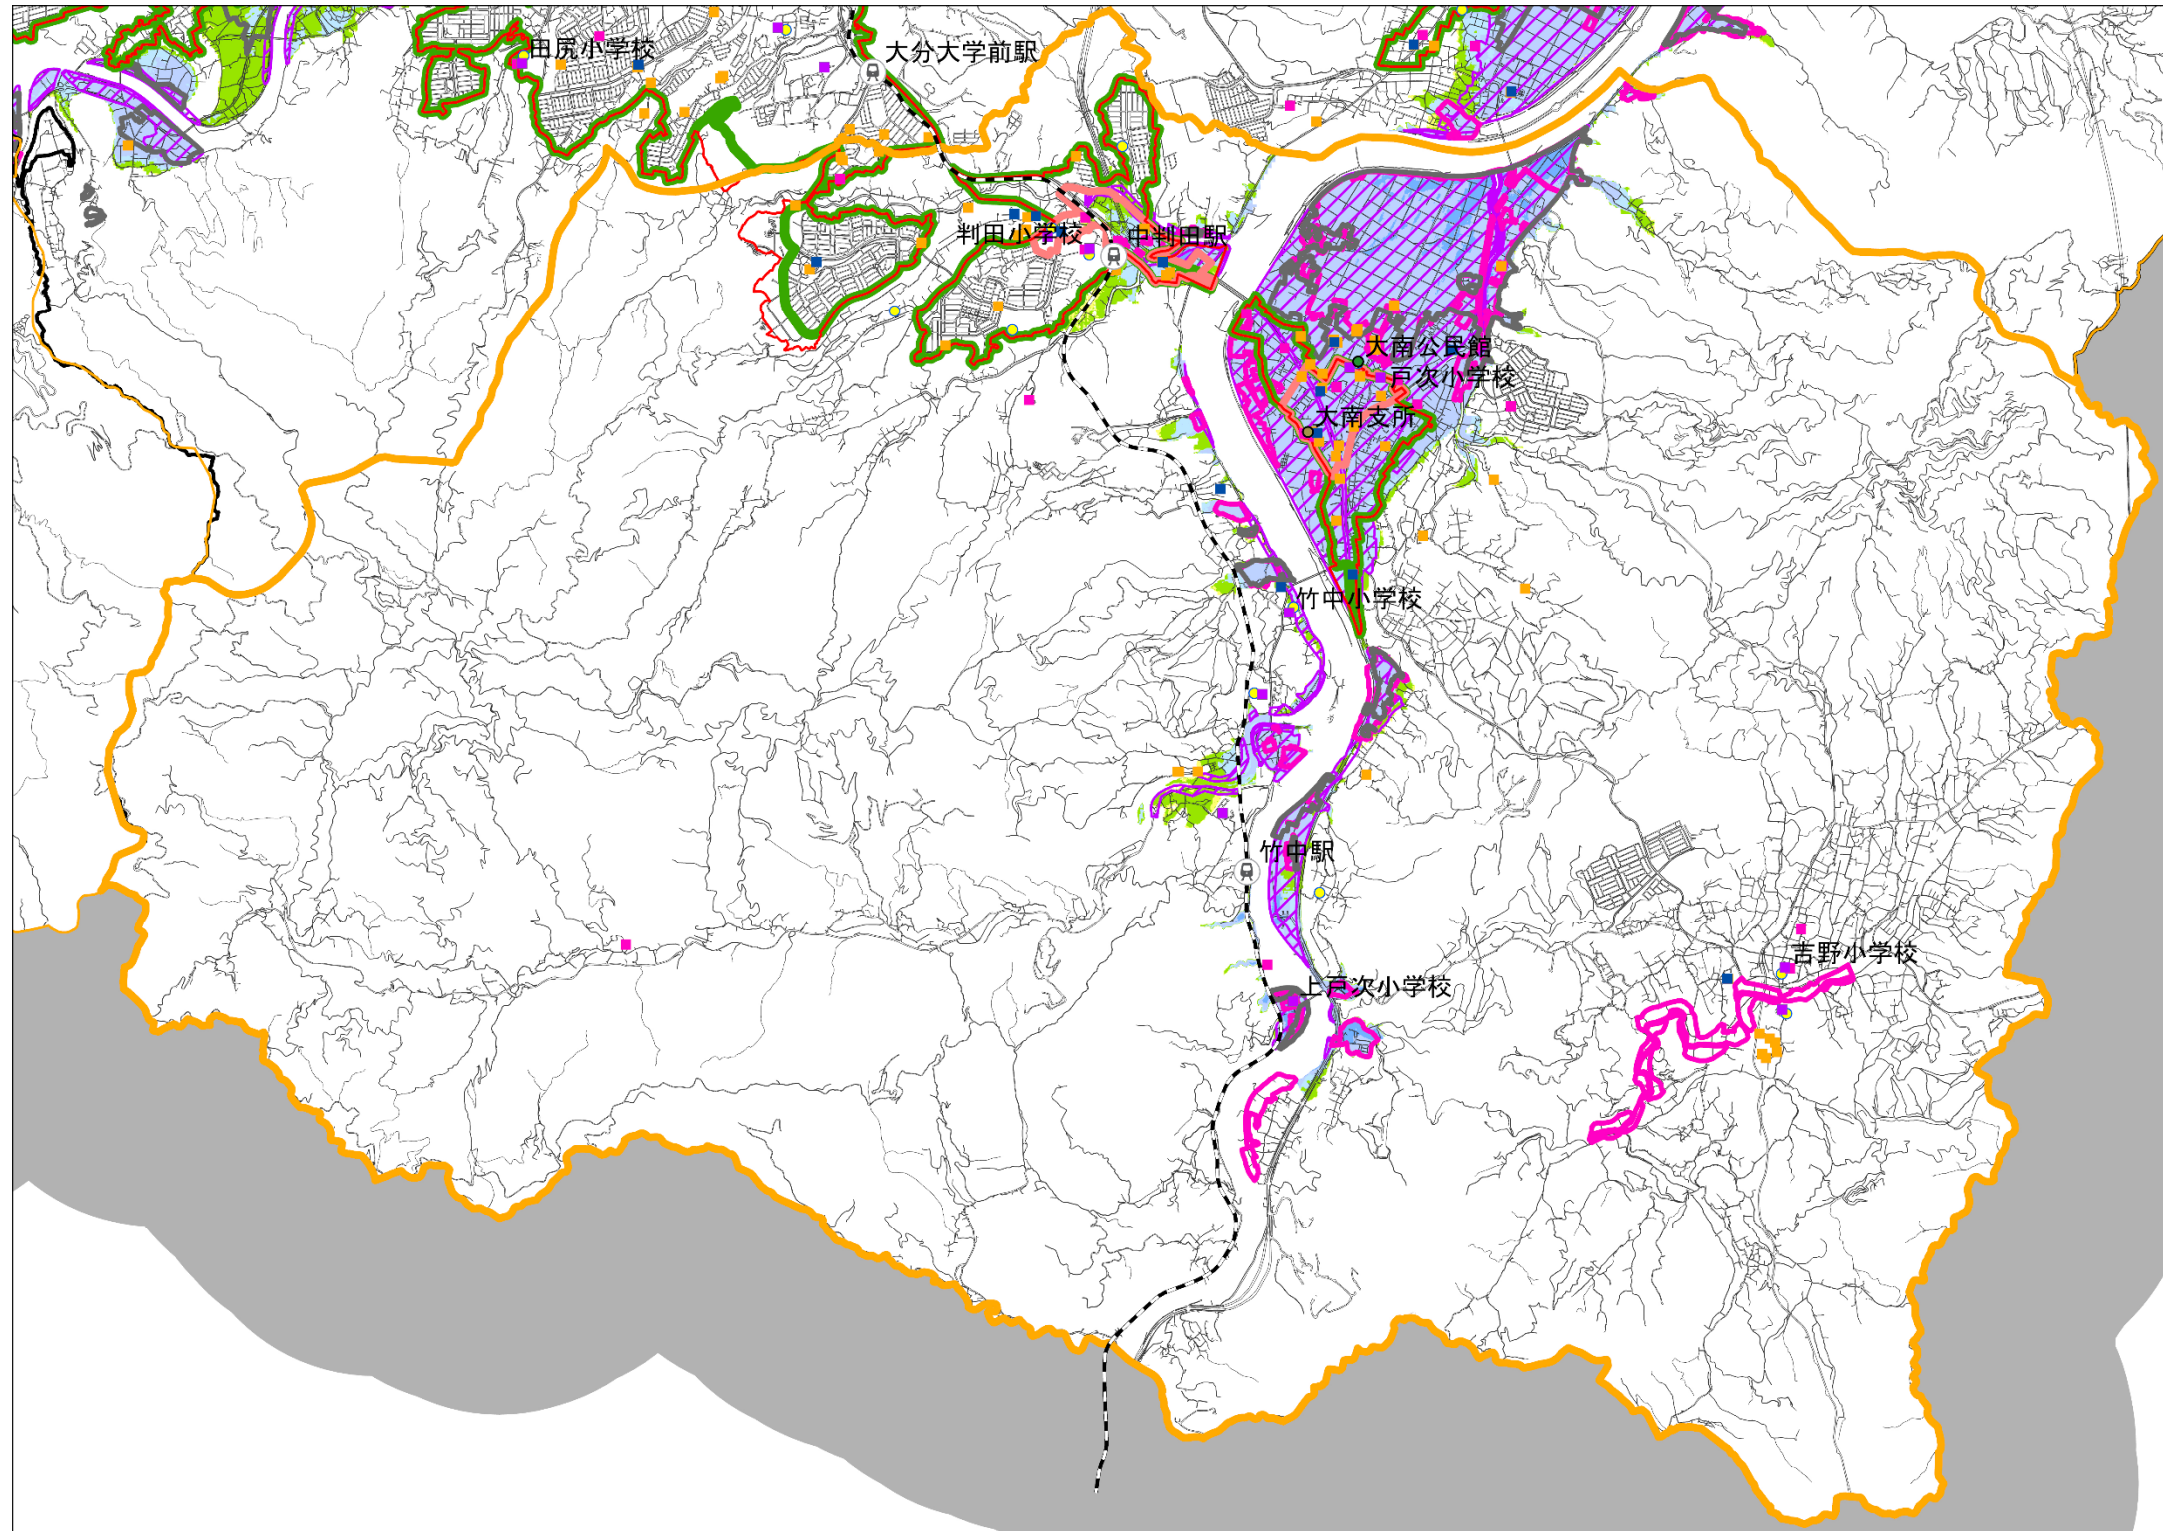 田尻小学校
大分大学前駅
判田小学校
中判田駅
大南公民館
戸次小学校
大南支所
竹中小学校
竹中駅
吉野小学校
上戸次小学校